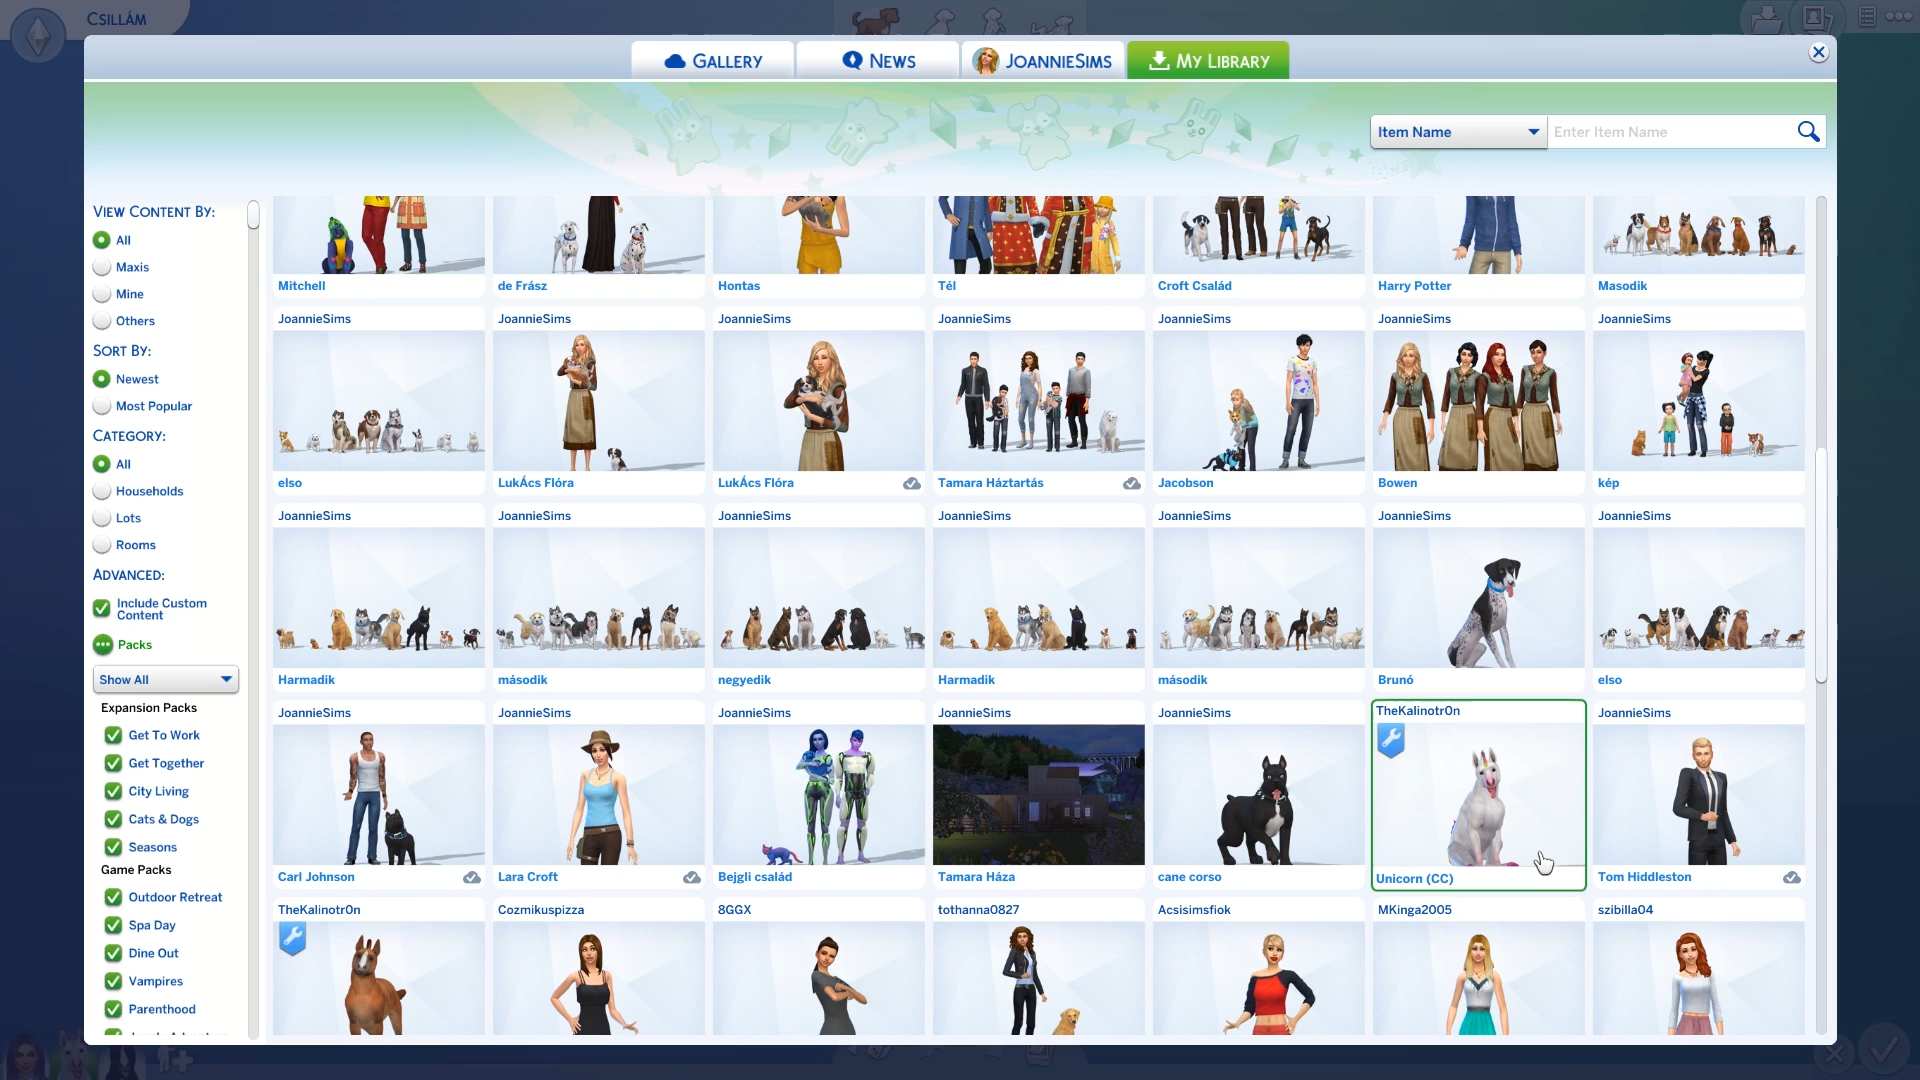 CSILLÁM
GALLERY
NEWS
JOANNIESIMS
MY LIBRARY
Item Name
Enter Item Name
VIEW CONTENT BY:
All
Maxis
Mine
Others
SORT BY:
Newest
Most Popular
CATEGORY:
All
Households
Lots
Rooms
ADVANCED:
Include Custom
Content
Packs
Show All
Expansion Packs
Get To Work
Get Together
City Living
Cats & Dogs
Seasons
Game Packs
Outdoor Retreat
Spa Day
Dine Out
Vampires
Parenthood
Mitchell
de Frász
Hontas
Tél
Croft Család
Harry Potter
Masodik
JoannieSims
JoannieSims
JoannieSims
JoannieSims
JoannieSims
JoannieSims
JoannieSims
elso
LukÁcs Flóra
LukÁcs Flóra
Tamara Háztartás
Jacobson
Bowen
kép
JoannieSims
JoannieSims
JoannieSims
JoannieSims
JoannieSims
JoannieSims
JoannieSims
Harmadik
második
negyedik
Harmadik
második
Brunó
elso
JoannieSims
JoannieSims
JoannieSims
JoannieSims
JoannieSims
TheKalinotr0n
JoannieSims
Carl Johnson
Lara Croft
Bejgli család
Tamara Háza
cane corso
Unicorn (CC)
Tom Hiddleston
TheKalinotr0n
Cozmikuspizza
8GGX
tothanna0827
Acsisimsfiok
MKinga2005
szibilla04